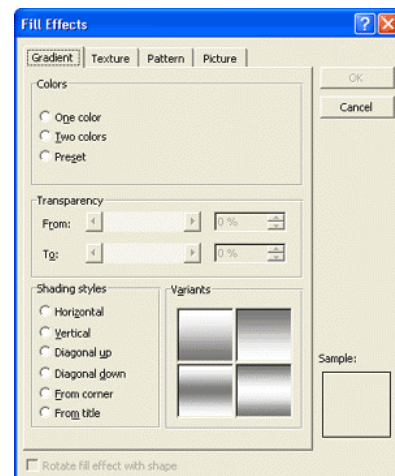 Fill Effects
Gradient Texture Pattern Picture
OK
Cancel
Colors
One color
Two colors
Preset
Transparency
From: 0 %
To: 0 %
Shading styles
Horizontal
Vertical
Diagonal up
Diagonal down
From corner
From title
Variants
Sample:
Rotate fill effect with shape